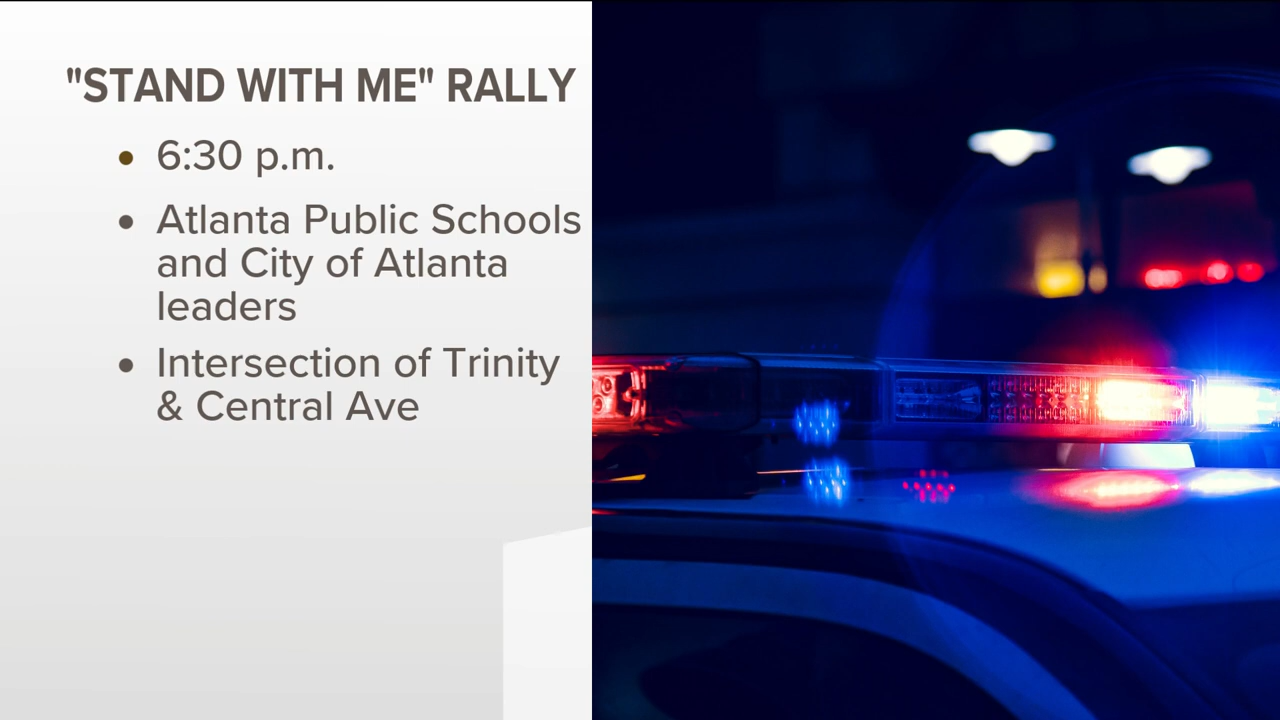 "STAND WITH ME" RALLY
• 6:30 p.m.
• Atlanta Public Schools
and City of Atlanta
leaders
• Intersection of Trinity
& Central Ave